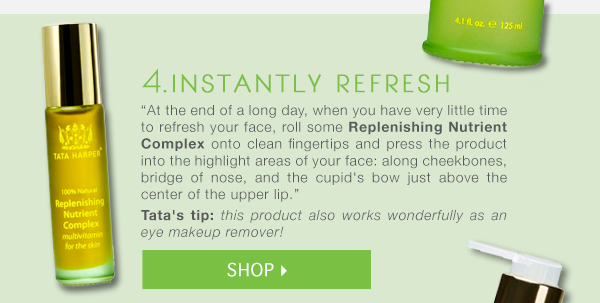 4.1 fl. oz. ℮ 125 ml
4. INSTANTLY REFRESH
“At the end of a long day, when you have very little time
to refresh your face, roll some Replenishing Nutrient
Complex onto clean fingertips and press the product
into the highlight areas of your face: along cheekbones,
bridge of nose, and the cupid's bow just above the
center of the upper lip.”
Tata's tip: this product also works wonderfully as an
eye makeup remover!
SHOP
TATA HARPER
100% Natural
Replenishing
Nutrient
Complex
multivitamin
for the skin